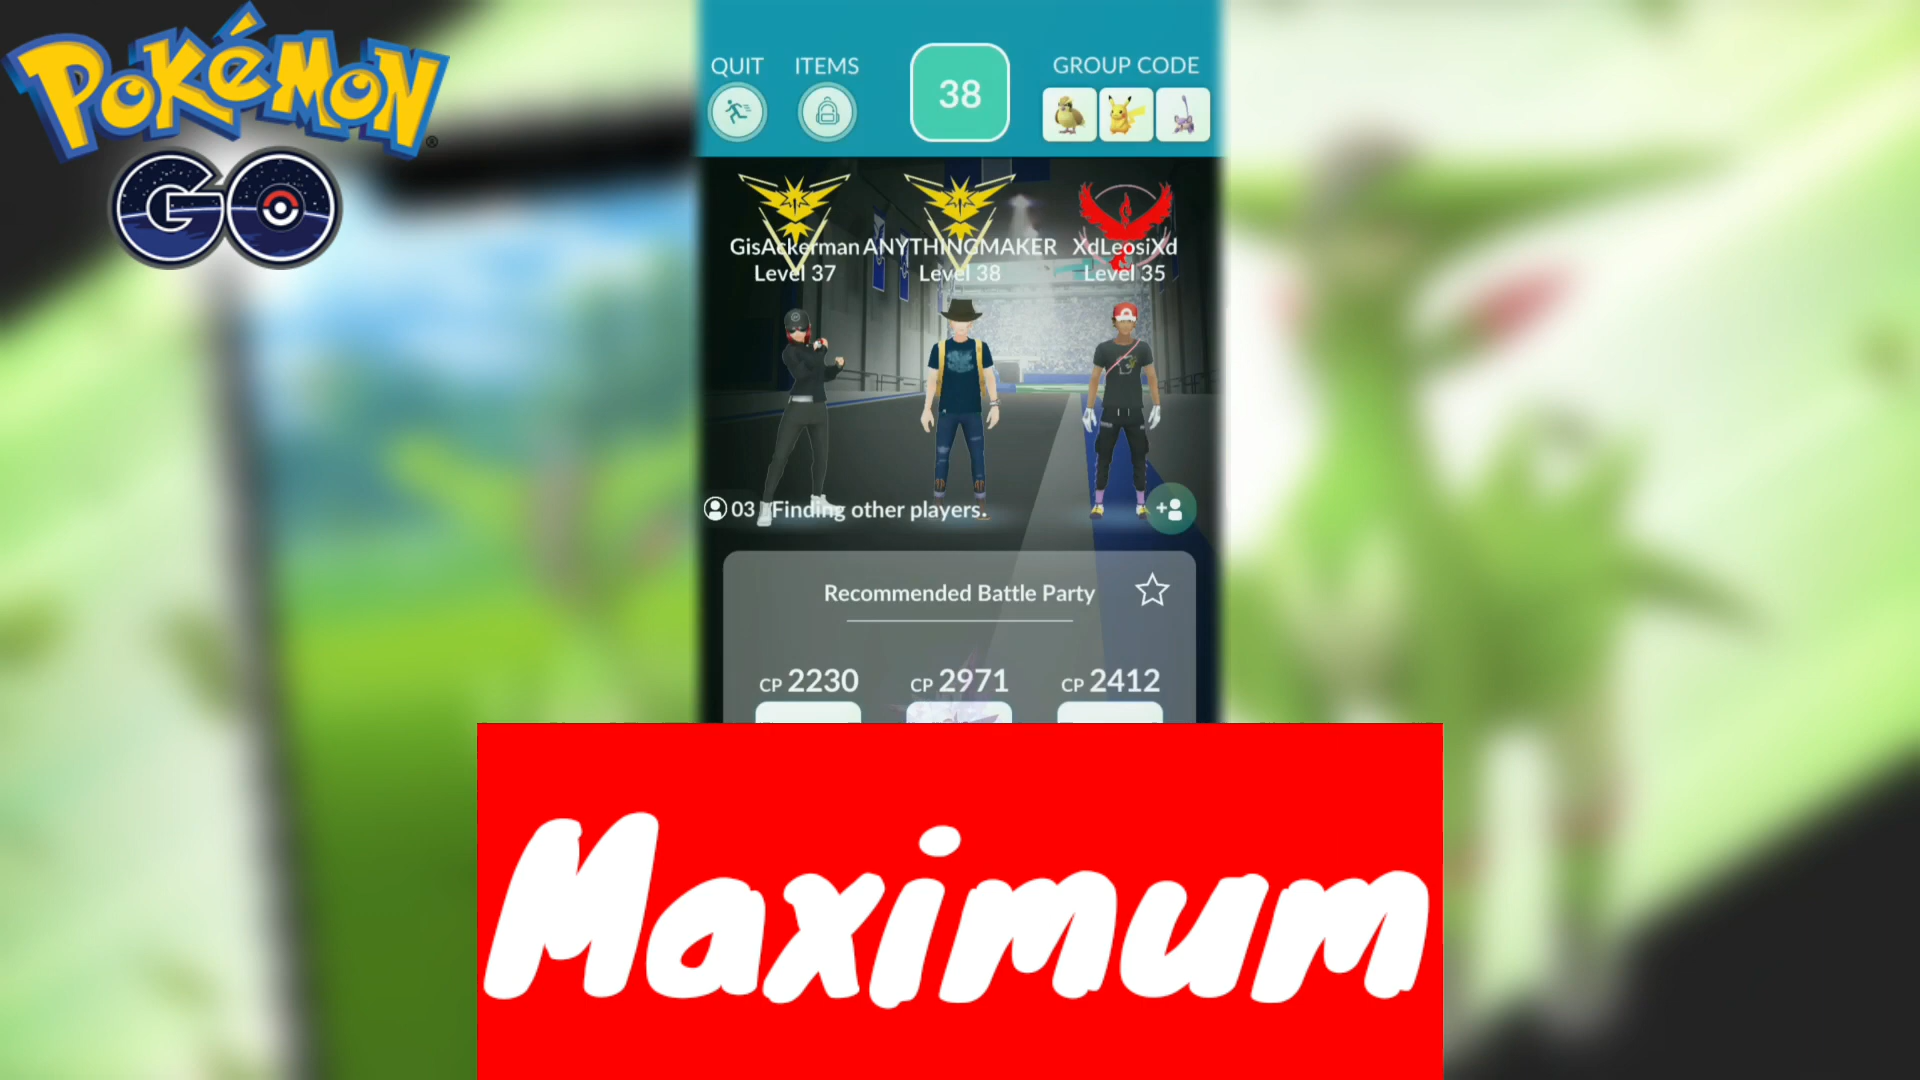 POKÉMON
GO
QUIT ITEMS 38 GROUP CODE
GisAckerman ANYTHINGMAKER XdLeosiXd
Level 37 Level 38 Level 35
03 Finding other players.
Recommended Battle Party
CP 2230 CP 2971 CP 2412
Maximum